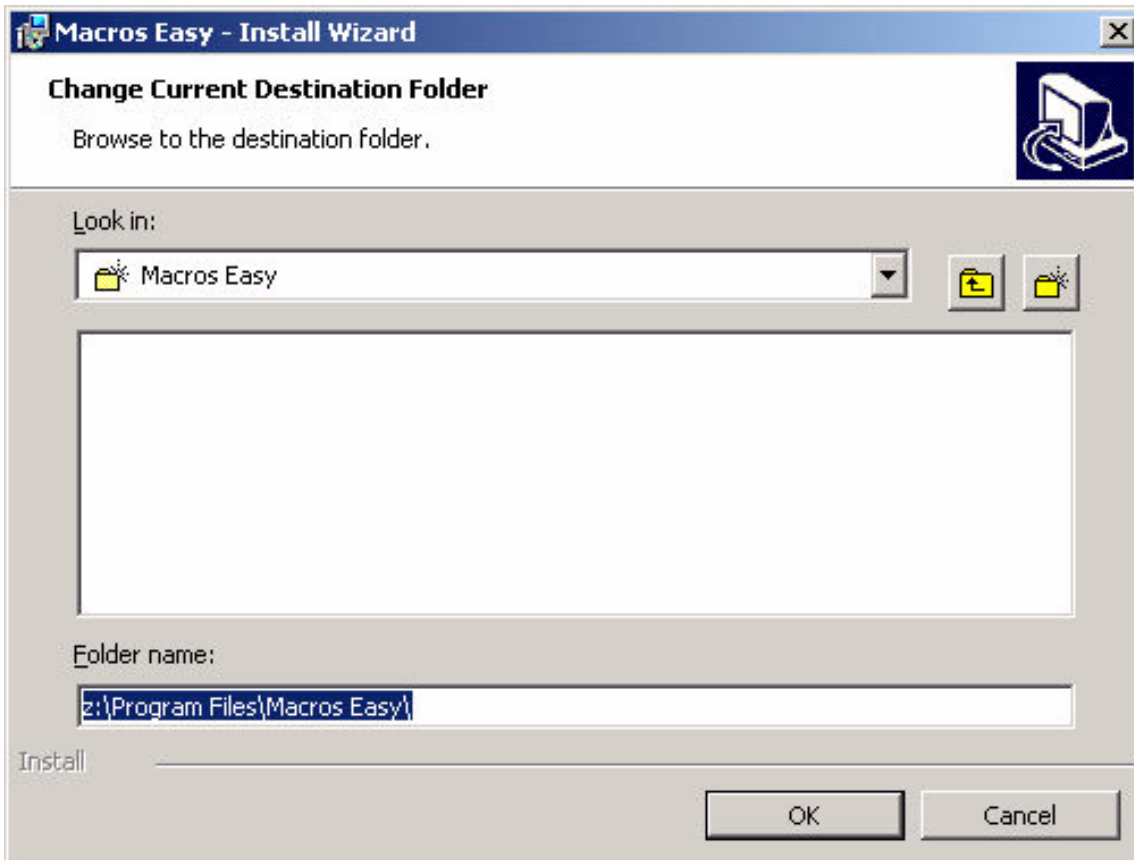 Macros Easy - Install Wizard
Change Current Destination Folder
Browse to the destination folder.
Look in:
Macros Easy
Folder name:
z:\Program Files\Macros Easy\
Install
OK Cancel